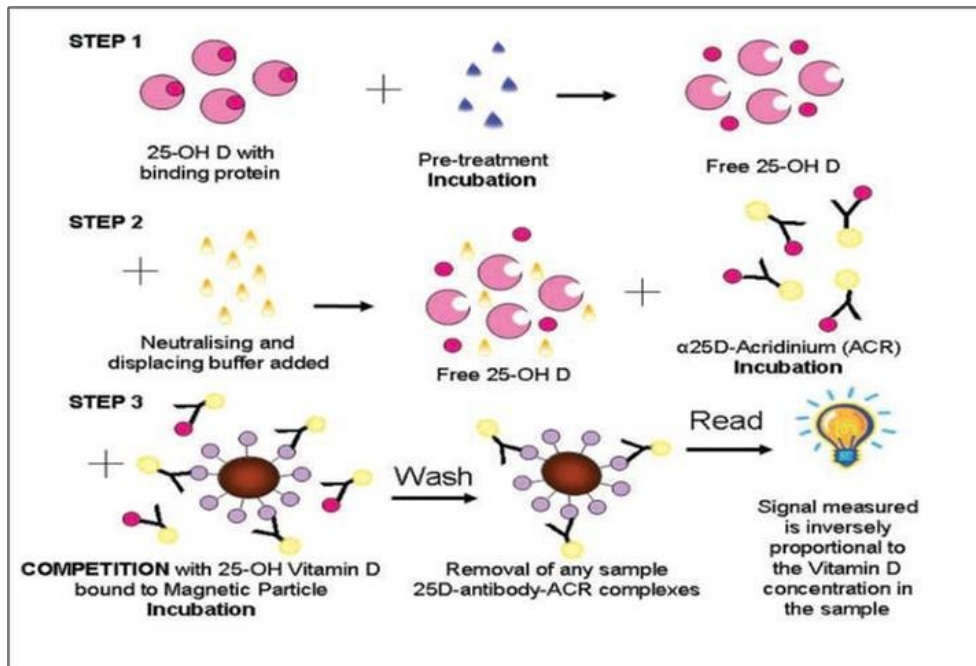 STEP 1
25-OH D with
binding protein
Pre-treatment
Incubation
Free 25-OH D
STEP 2
Neutralising and
displacing buffer added
Free 25-OH D
α25D-Acridinium (ACR)
Incubation
STEP 3
COMPETITION with 25-OH Vitamin D
bound to Magnetic Particle
Incubation
Wash
Removal of any sample
25D-antibody-ACR complexes
Read
Signal measured
is inversely
proportional to
the Vitamin D
concentration in
the sample